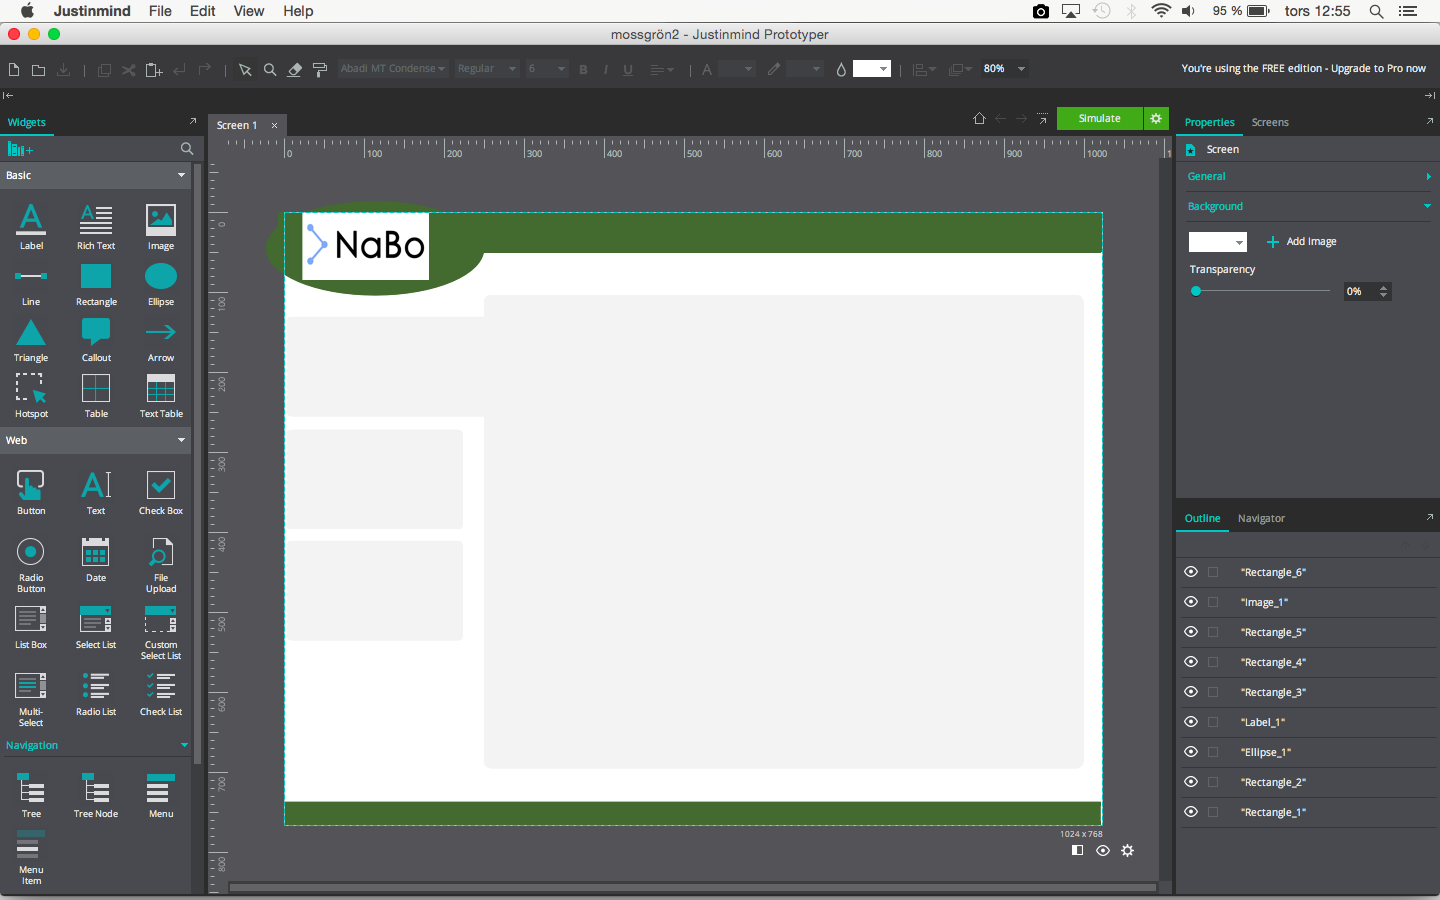 Justinmind File Edit View Help 95 % tors 12:55
mossgrön2 - Justinmind Prototyper
Abadi MT Condense Regular 6 B I U A 80% You're using the FREE edition - Upgrade to Pro now
Widgets
Screen 1
Simulate
Properties Screens
Screen
General
Background
Add Image
Transparency
0%
Basic
Label Rich Text Image
Line Rectangle Ellipse
Triangle Callout Arrow
Hotspot Table Text Table
Web
Button Text Check Box
Radio Button Date File Upload
List Box Select List Custom Select List
Multi-Select Radio List Check List
Navigation
Tree Tree Node Menu
Menu Item
0 100 200 300 400 500 600 700 800 900 1000 1
0
100
200
300
400
500
600
700
800
NaBo
1024 x 768
Outline Navigator
"Rectangle_6"
"Image_1"
"Rectangle_5"
"Rectangle_4"
"Rectangle_3"
"Label_1"
"Ellipse_1"
"Rectangle_2"
"Rectangle_1"